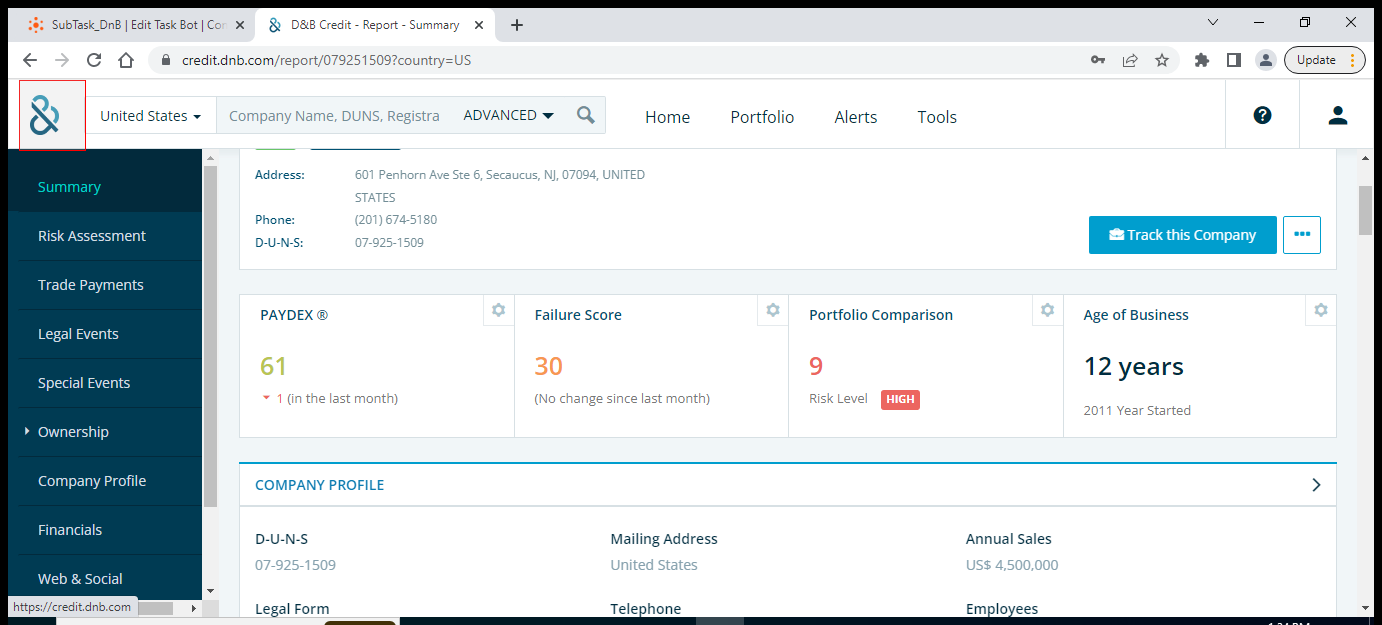 SubTask_DnB | Edit Task Bot | Con
D&B Credit - Report - Summary
credit.dnb.com/report/079251509?country=US
Update
United States
Company Name, DUNS, Registra
ADVANCED
Home
Portfolio
Alerts
Tools
Summary
Risk Assessment
Trade Payments
Legal Events
Special Events
Ownership
Company Profile
Financials
Web & Social
https://credit.dnb.com
Address: 601 Penhorn Ave Ste 6, Secaucus, NJ, 07094, UNITED
STATES
Phone: (201) 674-5180
D-U-N-S: 07-925-1509
Track this Company
PAYDEX ®
61
1 (in the last month)
Failure Score
30
(No change since last month)
Portfolio Comparison
9
Risk Level HIGH
Age of Business
12 years
2011 Year Started
COMPANY PROFILE
D-U-N-S
07-925-1509
Mailing Address
United States
Annual Sales
US$ 4,500,000
Legal Form
Telephone
Employees